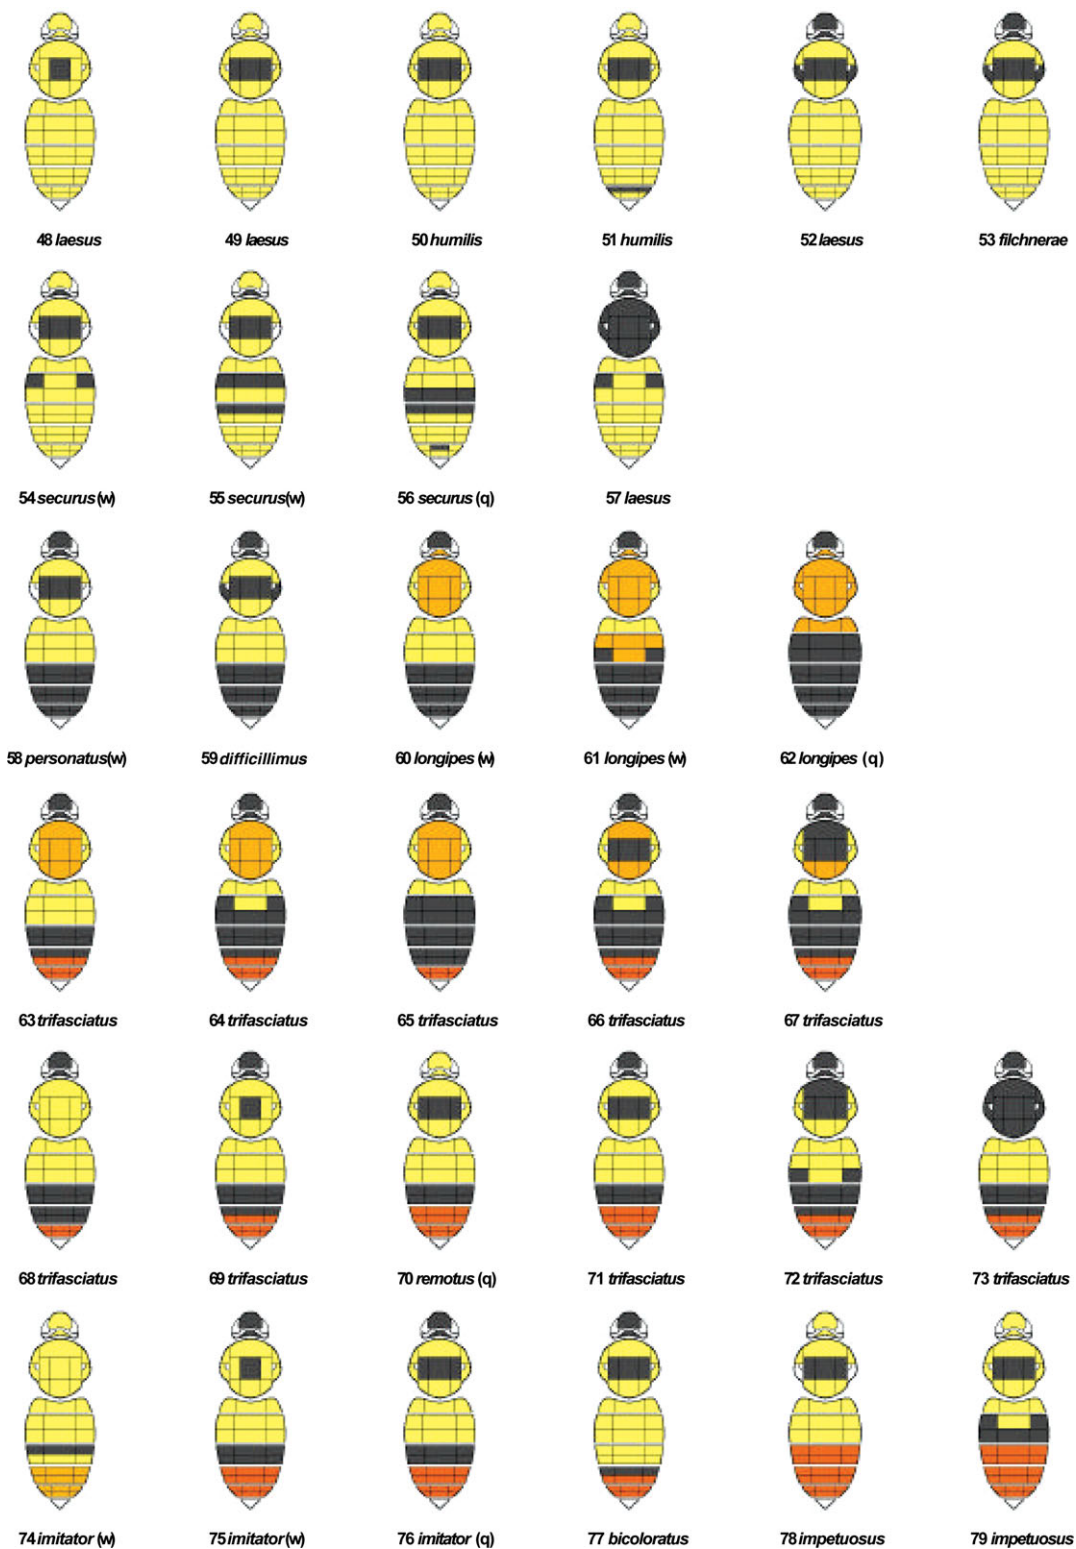 48 laesus 49 laesus 50 humilis 51 humilis 52 laesus 53 filchnerae
54 securus (w) 55 securus(w) 56 securus (q) 57 laesus
58 personatus(w) 59 difficillimus 60 longipes (w) 61 longipes (w) 62 longipes (q)
63 trifasciatus 64 trifasciatus 65 trifasciatus 66 trifasciatus 67 trifasciatus
68 trifasciatus 69 trifasciatus 70 remotus (q) 71 trifasciatus 72 trifasciatus 73 trifasciatus
74 imitator (w) 75 imitator (w) 76 imitator (q) 77 bicoloratus 78 impetuosus 79 impetuosus